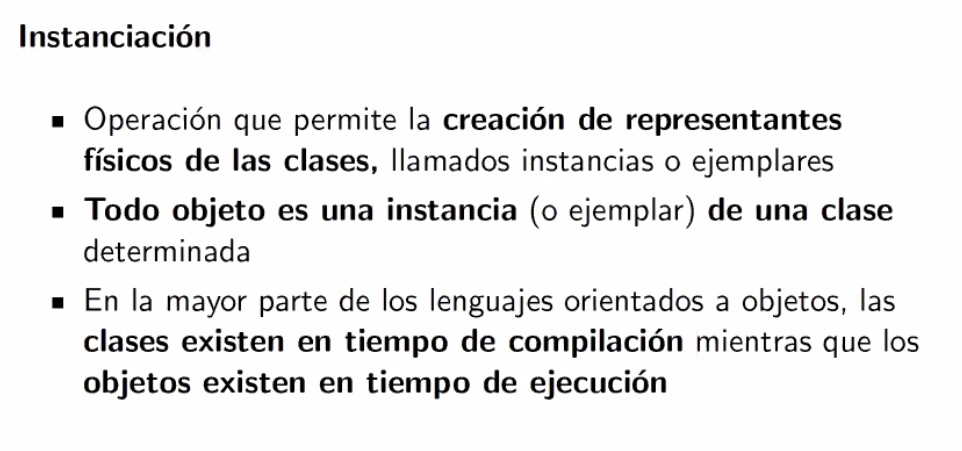 Instanciación
▪ Operación que permite la creación de representantes
físicos de las clases, llamados instancias o ejemplares
▪ Todo objeto es una instancia (o ejemplar) de una clase
determinada
▪ En la mayor parte de los lenguajes orientados a objetos, las
clases existen en tiempo de compilación mientras que los
objetos existen en tiempo de ejecución